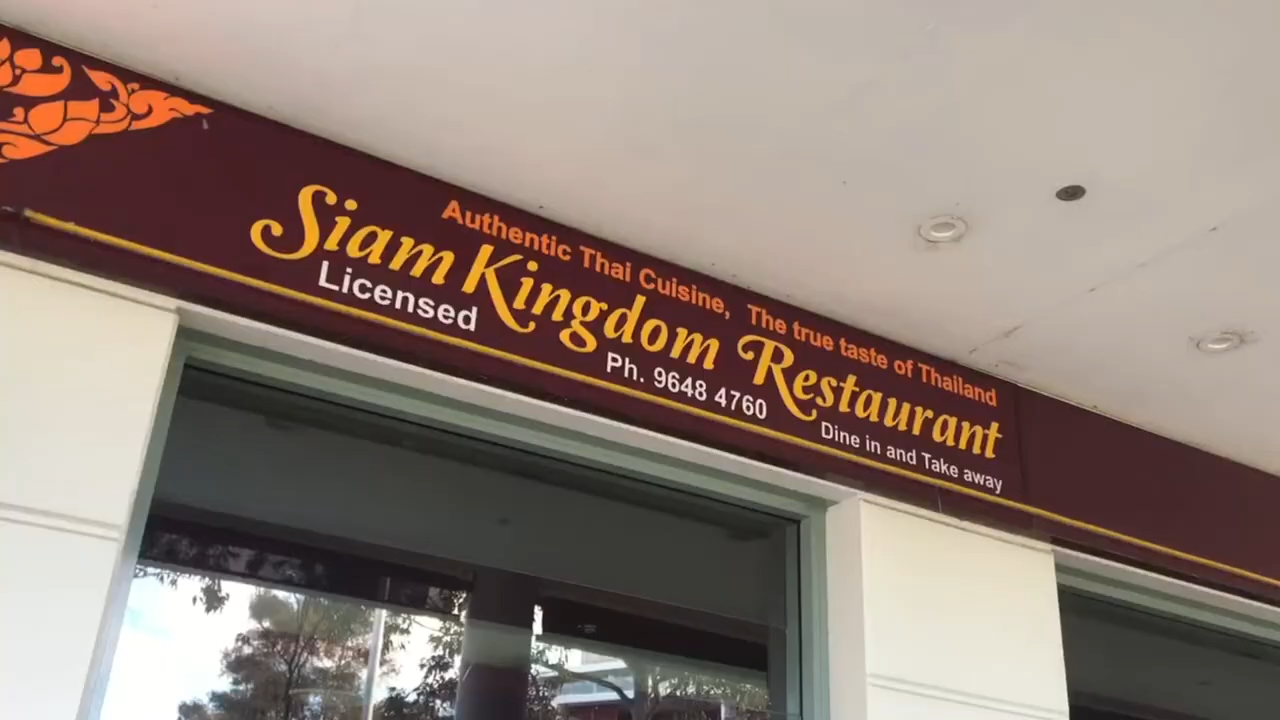 Authentic Thai Cuisine, The true taste of Thailand
Siam Kingdom Restaurant
Licensed
Ph. 9648 4760
Dine in and Take away